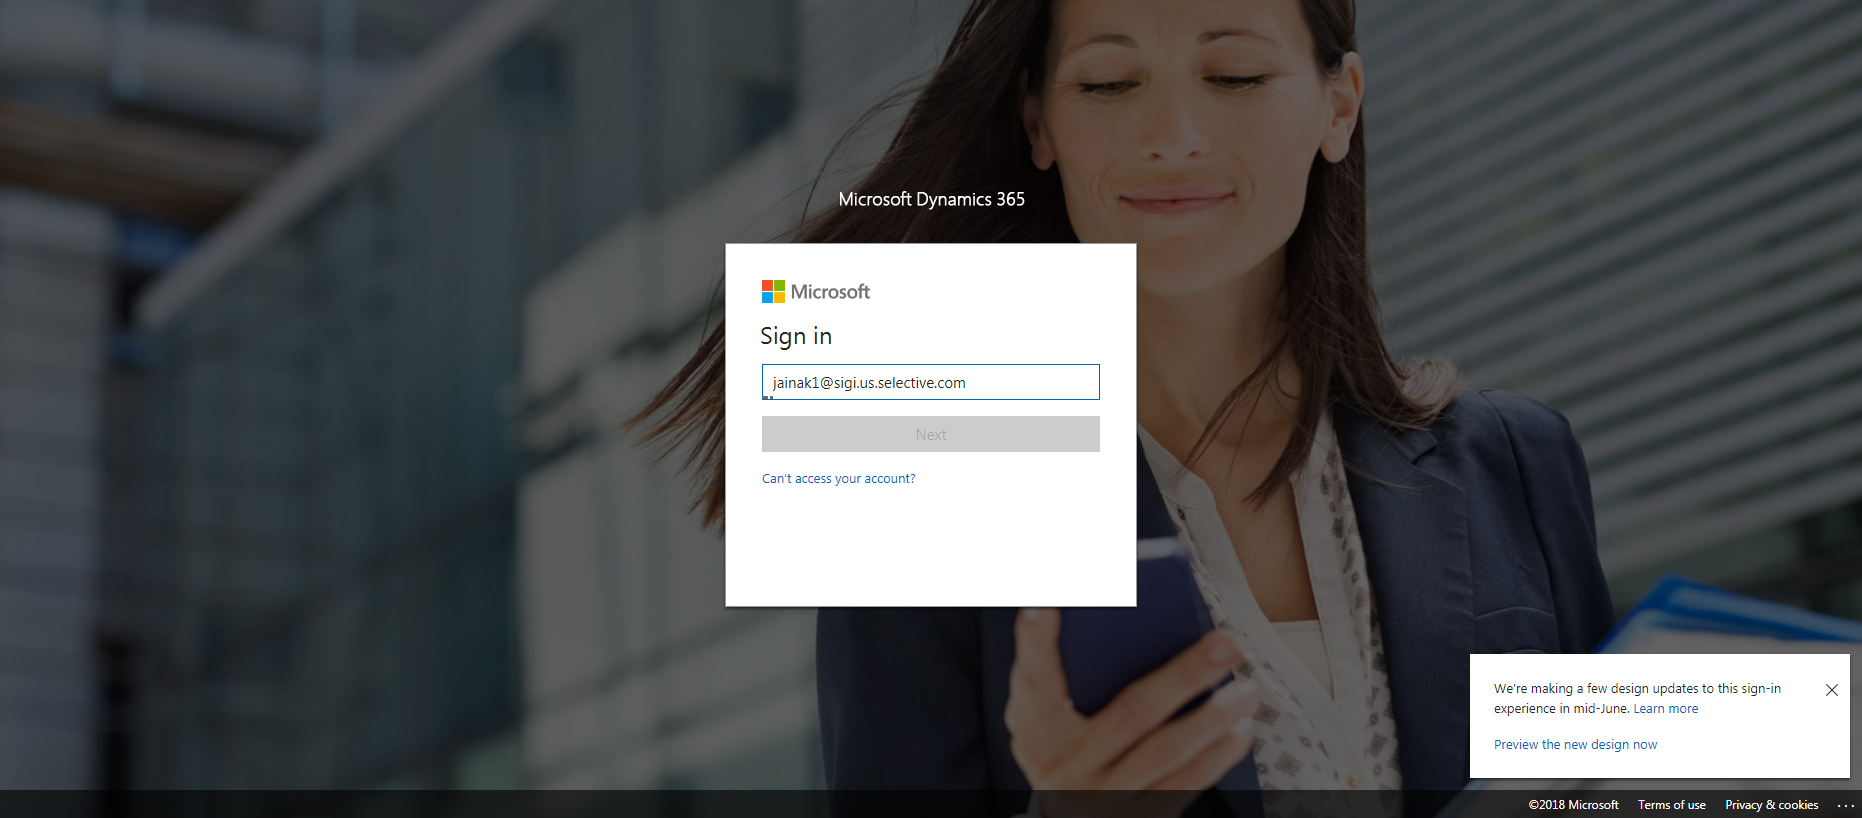 Microsoft Dynamics 365
Microsoft
Sign in
jainak1@sigi.us.selective.com
Next
Can't access your account?
We're making a few design updates to this sign-in
experience in mid-June. Learn more
Preview the new design now
©2018 Microsoft Terms of use Privacy & cookies ...